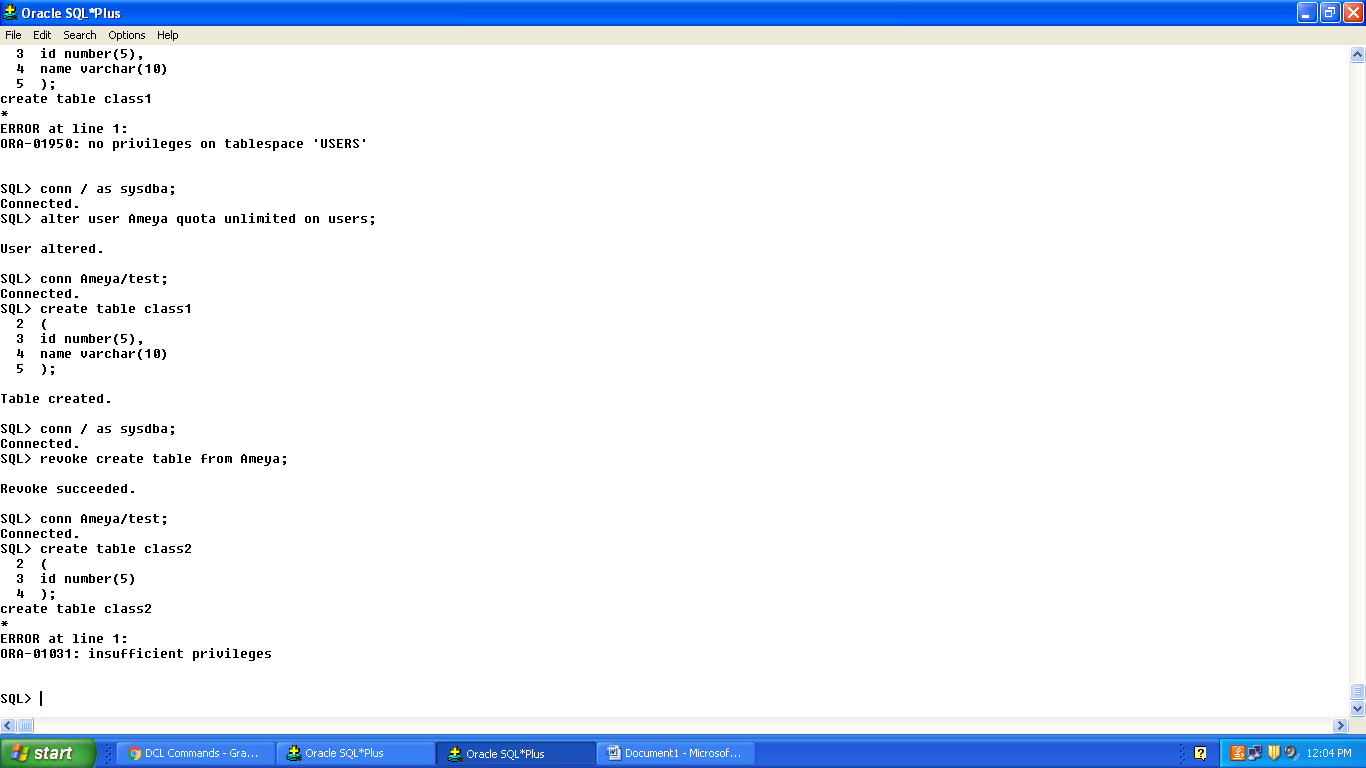 Oracle SQL*Plus
File Edit Search Options Help
3 id number(5),
4 name varchar(10)
5 );
create table class1
*
ERROR at line 1:
ORA-01950: no privileges on tablespace 'USERS'
SQL> conn / as sysdba;
Connected.
SQL> alter user Ameya quota unlimited on users;
User altered.
SQL> conn Ameya/test;
Connected.
SQL> create table class1
2 (
3 id number(5),
4 name varchar(10)
5 );
Table created.
SQL> conn / as sysdba;
Connected.
SQL> revoke create table from Ameya;
Revoke succeeded.
SQL> conn Ameya/test;
Connected.
SQL> create table class2
2 (
3 id number(5)
4 );
create table class2
*
ERROR at line 1:
ORA-01031: insufficient privileges
SQL>
start DCL Commands - Gra... Oracle SQL*Plus Oracle SQL*Plus Document1 - Microsof... 12:04 PM